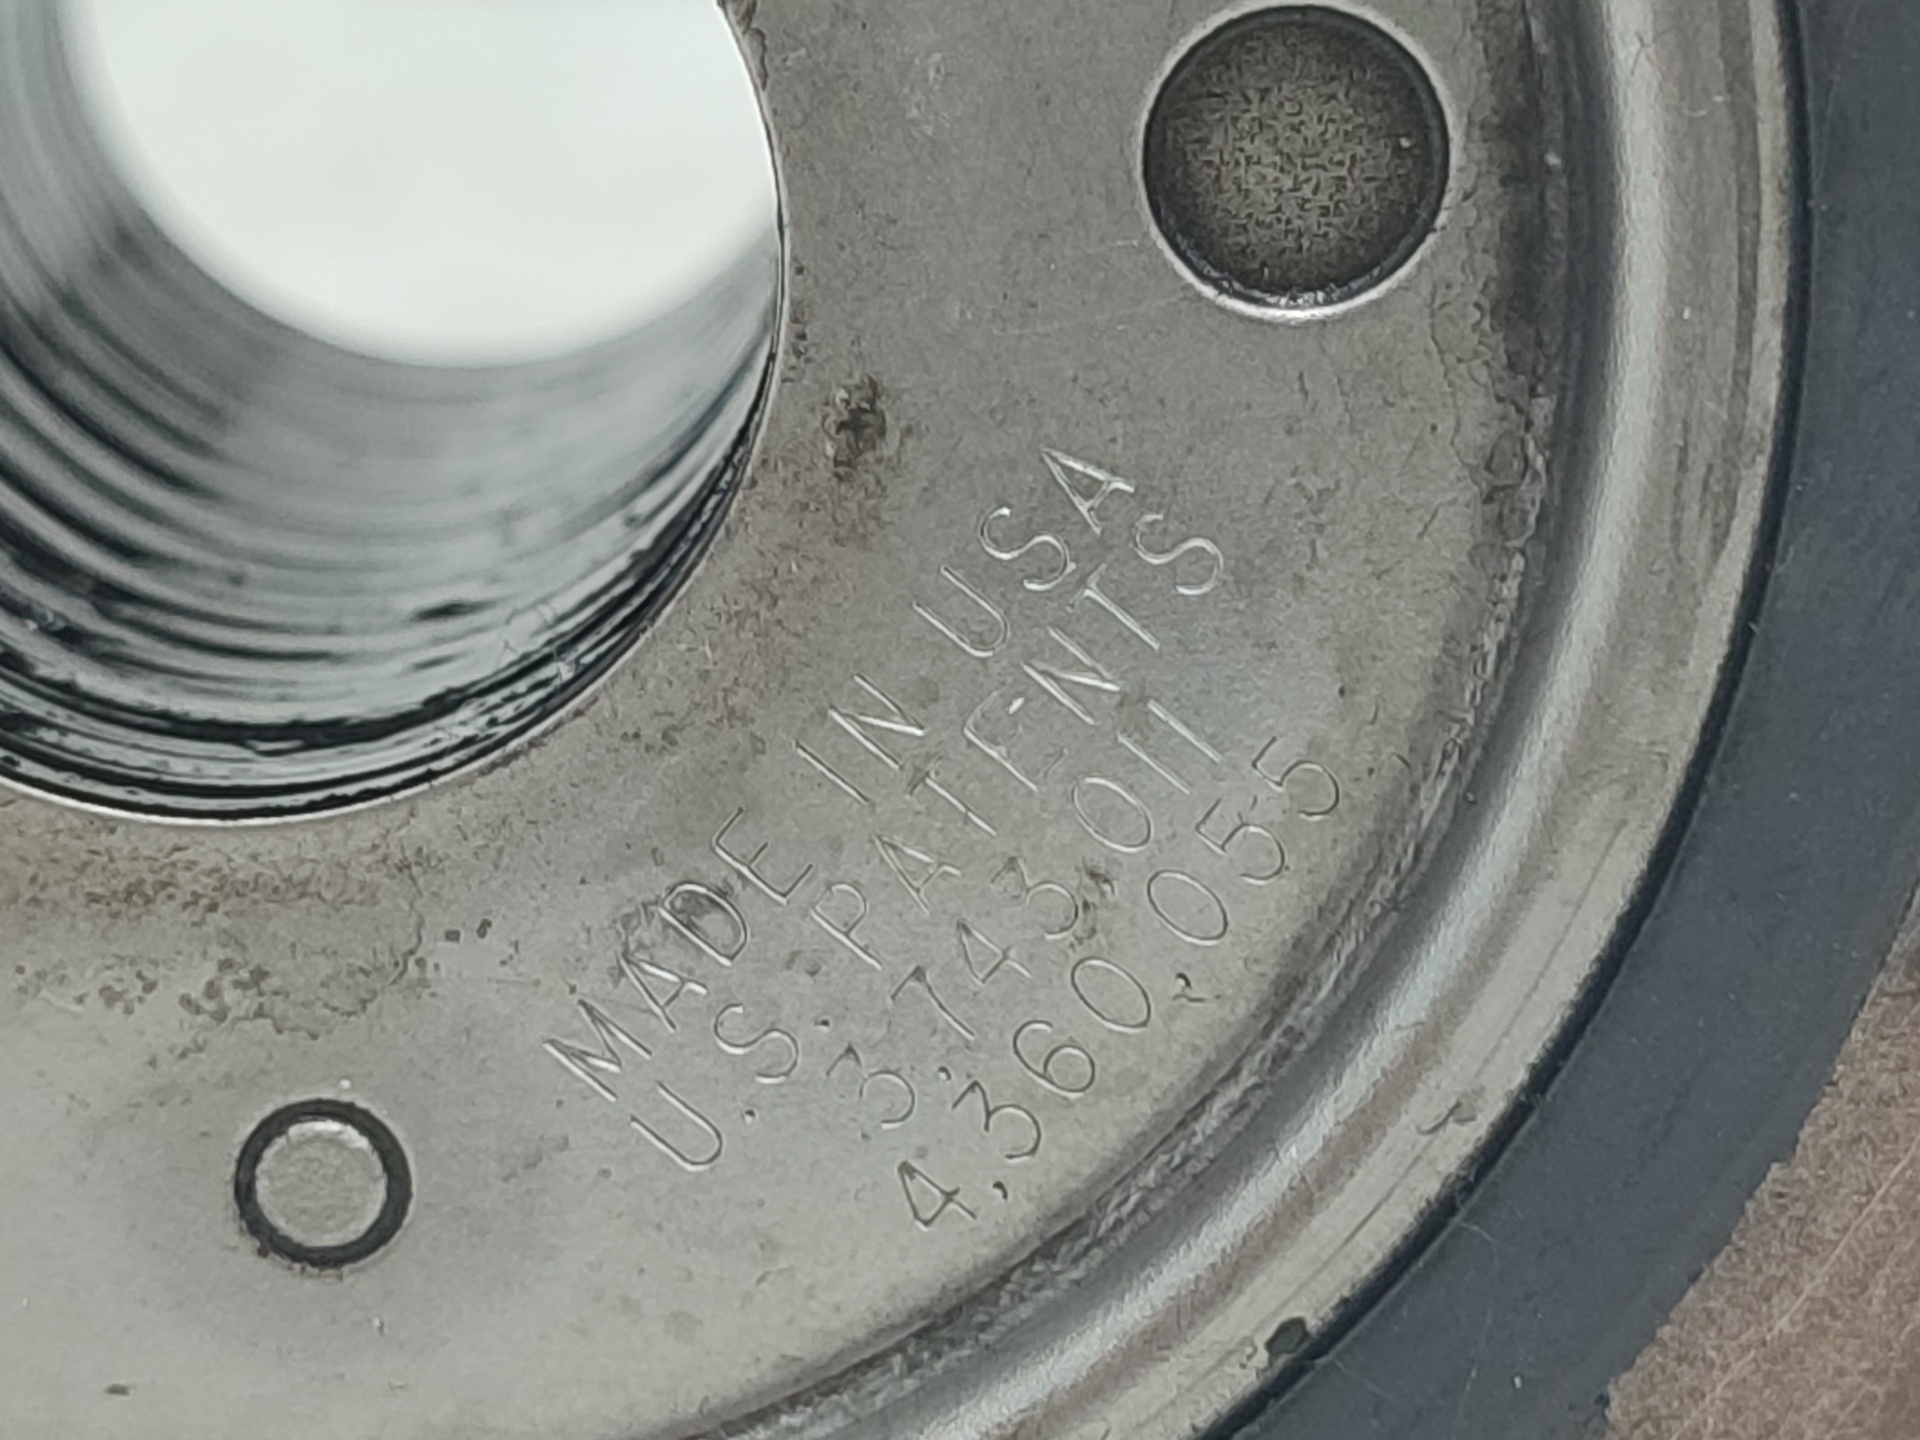 MADE IN USA
U.S. PATENTS
3,743,011
4,360,055